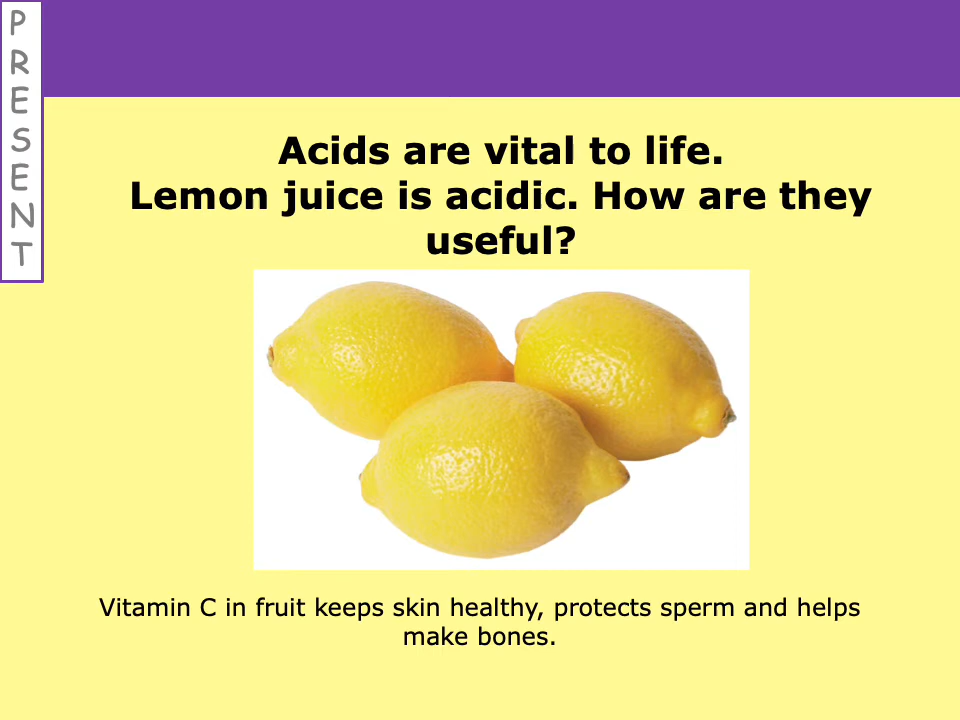 PRESENT
Acids are vital to life.
Lemon juice is acidic. How are they
useful?
Vitamin C in fruit keeps skin healthy, protects sperm and helps
make bones.